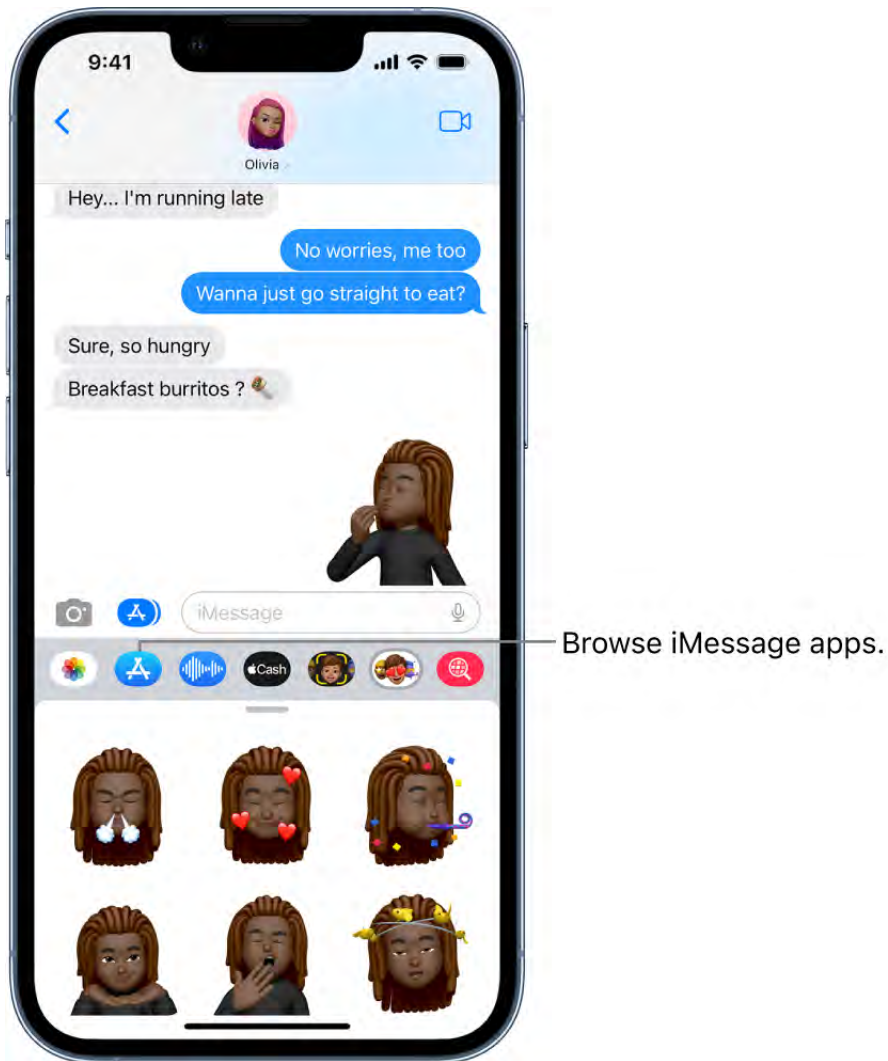 9:41
Olivia
Hey... I'm running late
No worries, me too
Wanna just go straight to eat?
Sure, so hungry
Breakfast burritos ? 🌯
iMessage
Cash
Browse iMessage apps.